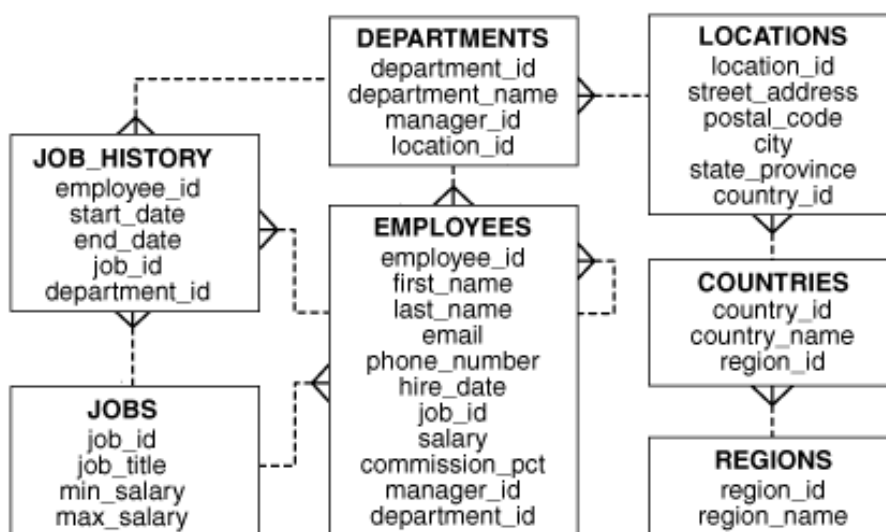 DEPARTMENTS
department_id
department_name
manager_id
location_id
LOCATIONS
location_id
street_address
postal_code
city
state_province
country_id
JOB_HISTORY
employee_id
start_date
end_date
job_id
department_id
EMPLOYEES
employee_id
first_name
last_name
email
phone_number
hire_date
job_id
salary
commission_pct
manager_id
department_id
COUNTRIES
country_id
country_name
region_id
JOBS
job_id
job_title
min_salary
max_salary
REGIONS
region_id
region_name